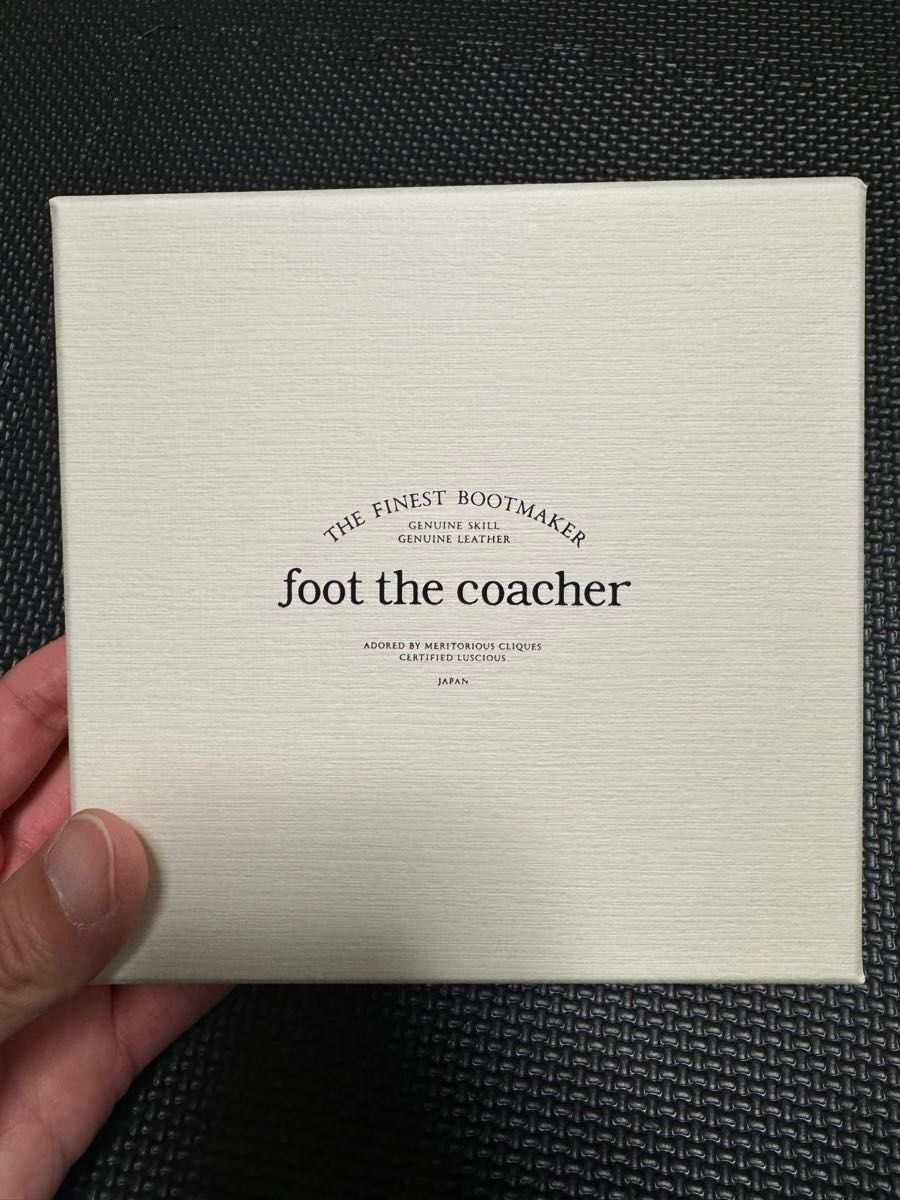 THE FINEST BOOTMAKER
GENUINE SKILL
GENUINE LEATHER
foot the coacher
ADORED BY MERITORIOUS CLIQUES
CERTIFIED LUSCIOUS
JAPAN